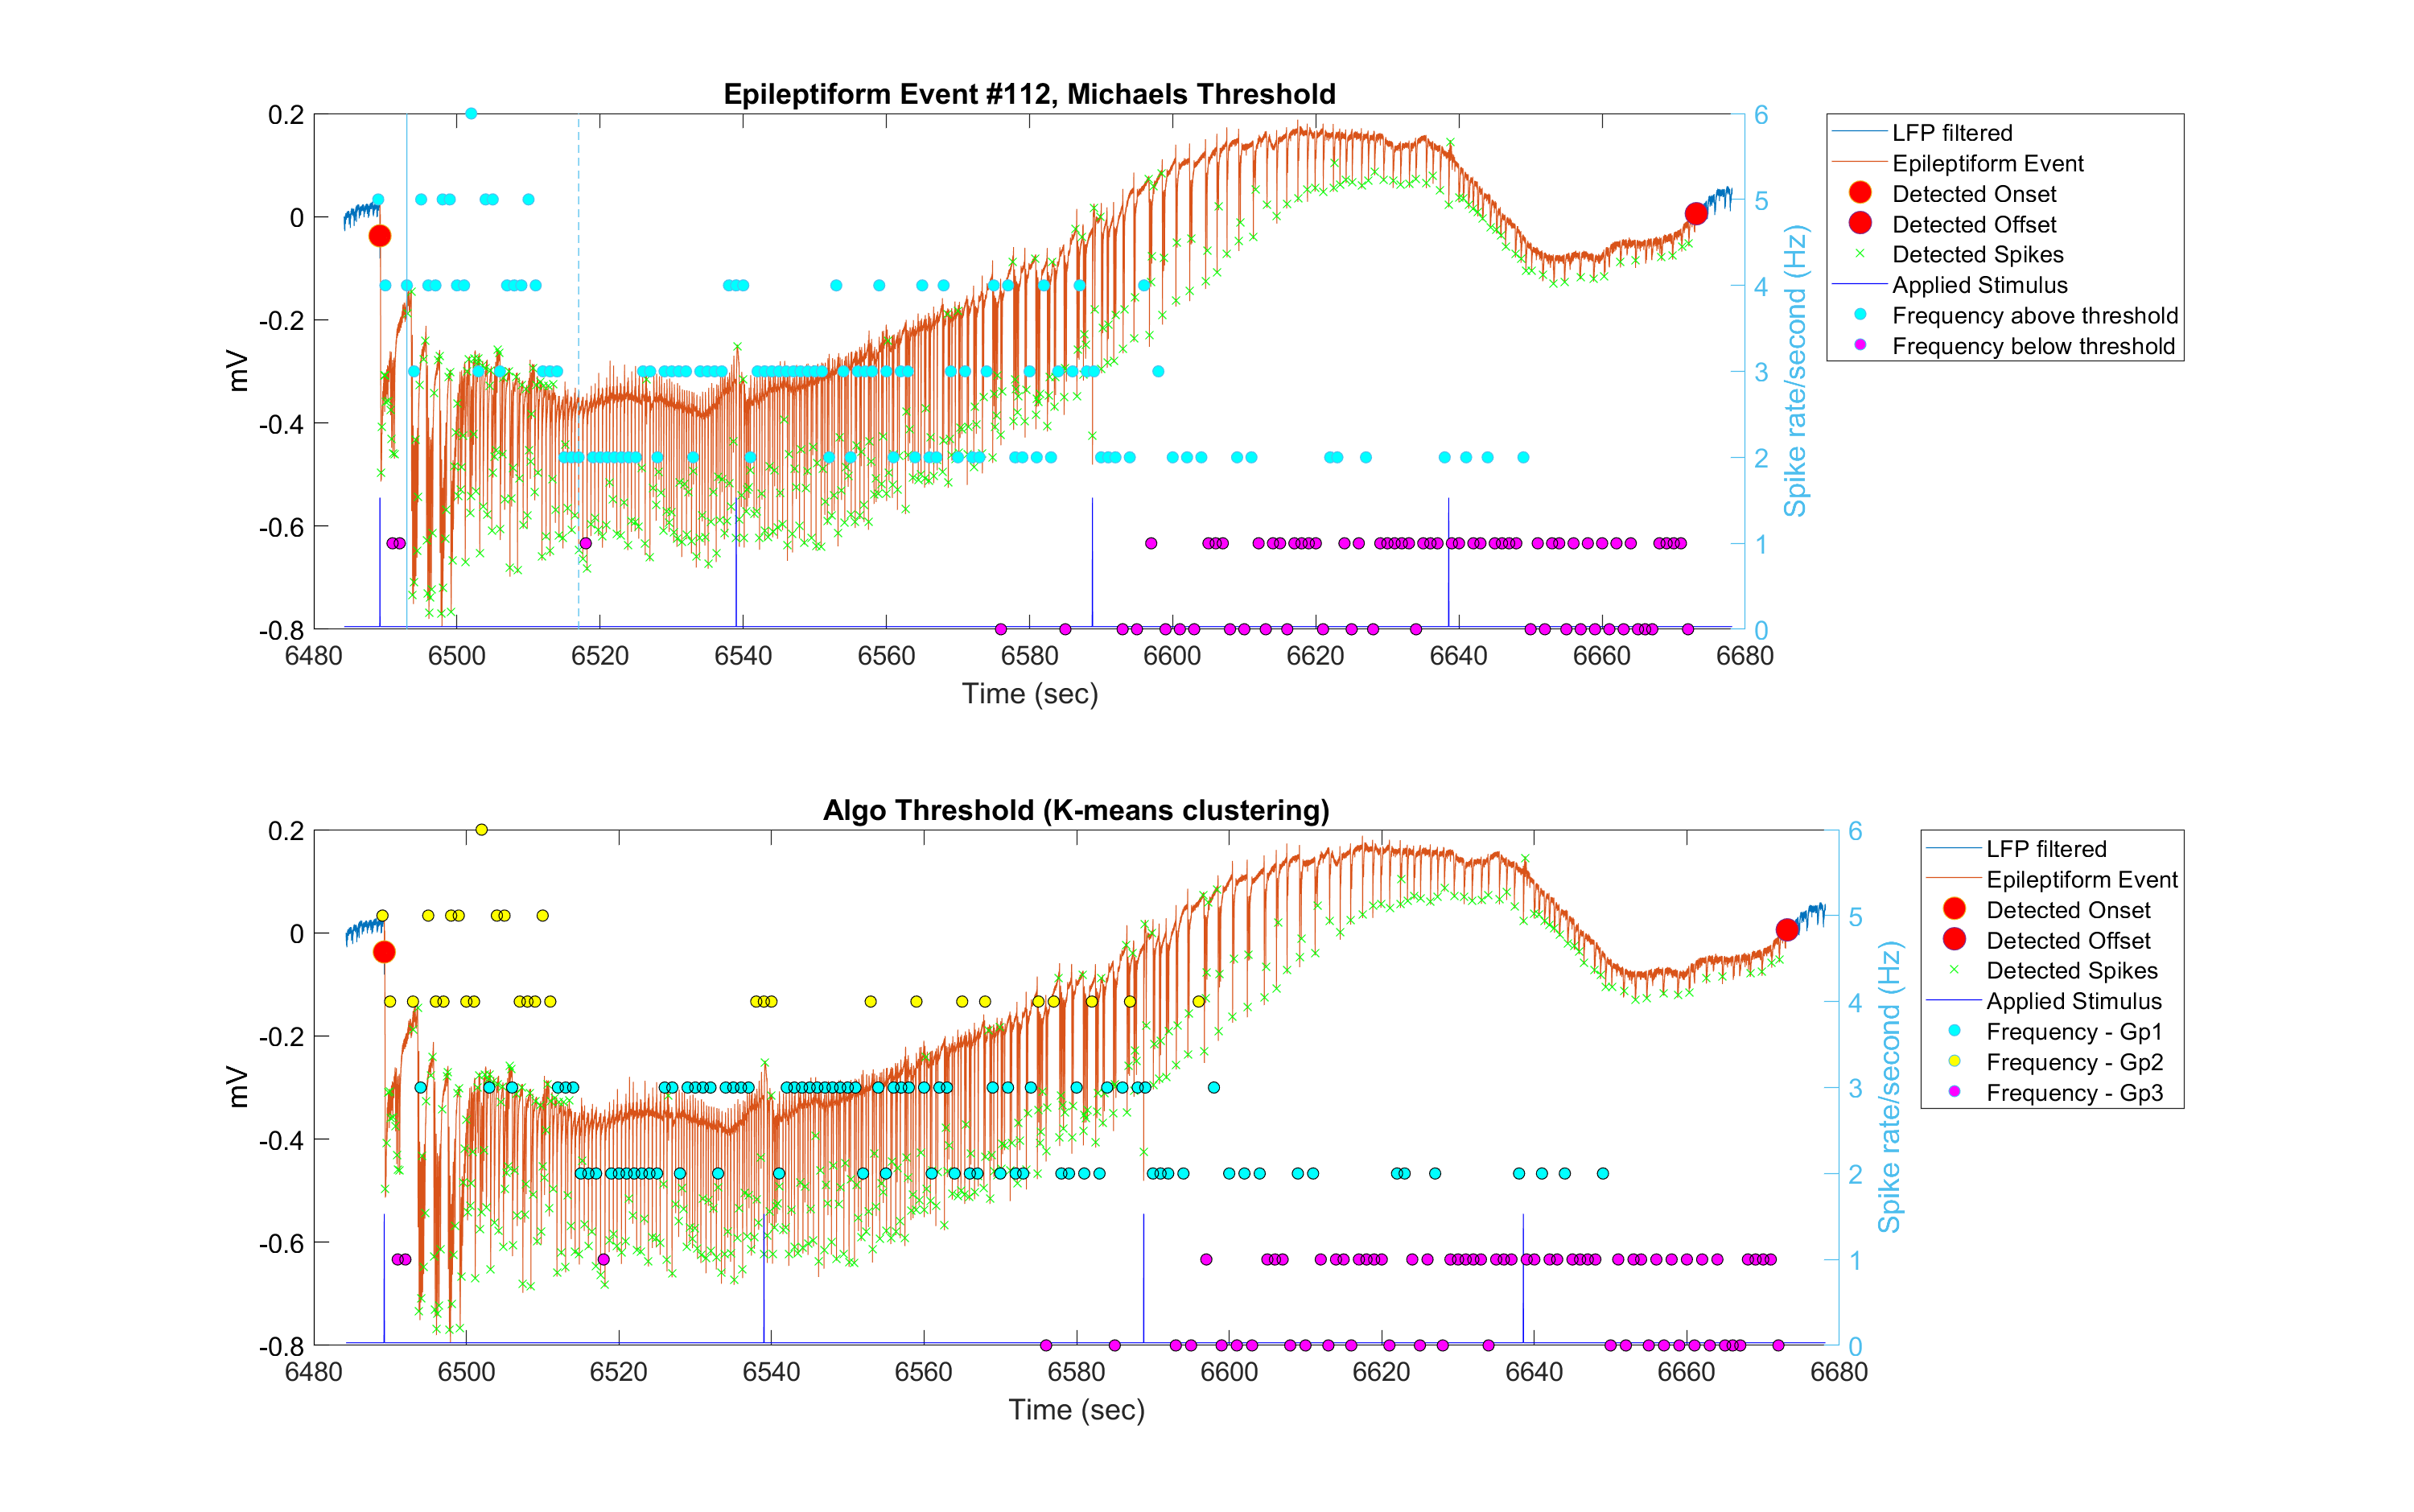 Epileptiform Event #112, Michaels Threshold
0.2
0
-0.2
-0.4
-0.6
-0.8
mV
6480 6500 6520 6540 6560 6580 6600 6620 6640 6660 6680
Time (sec)
6
5
4
3
2
1
0
Spike rate/second (Hz)
LFP filtered
Epileptiform Event
Detected Onset
Detected Offset
Detected Spikes
Applied Stimulus
Frequency above threshold
Frequency below threshold
Algo Threshold (K-means clustering)
0.2
0
-0.2
-0.4
-0.6
-0.8
mV
6480 6500 6520 6540 6560 6580 6600 6620 6640 6660 6680
Time (sec)
6
5
4
3
2
1
0
Spike rate/second (Hz)
LFP filtered
Epileptiform Event
Detected Onset
Detected Offset
Detected Spikes
Applied Stimulus
Frequency - Gp1
Frequency - Gp2
Frequency - Gp3